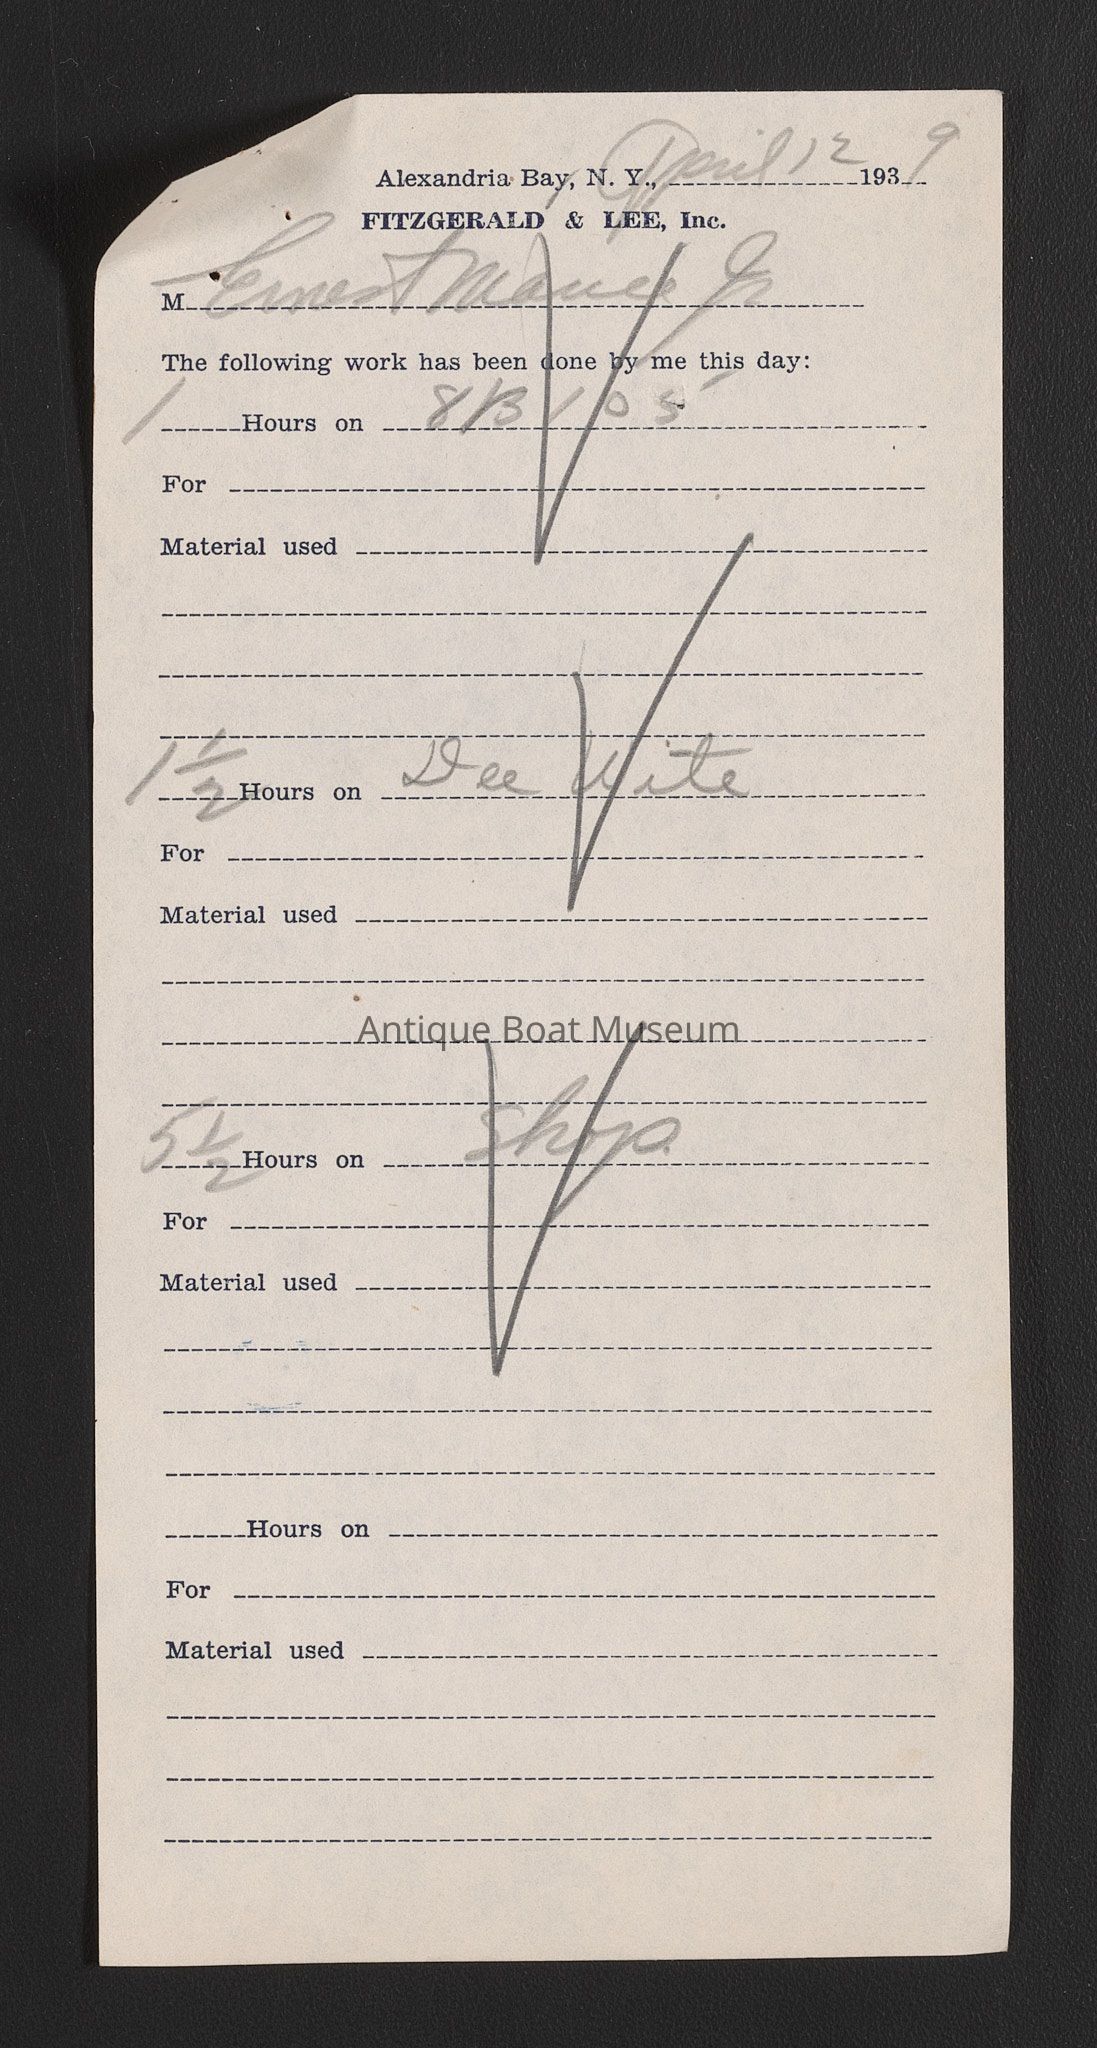 Alexandria Bay, N. Y., April 12 1939
FITZGERALD & LEE, Inc.
M Ernest Jr
The following work has been done by me this day:
1 Hours on 8B105
For
Material used
1 1/2 Hours on Dee Wite
For
Material used
Antique Boat Museum
5 1/2 Hours on Shop
For
Material used
Hours on
For
Material used